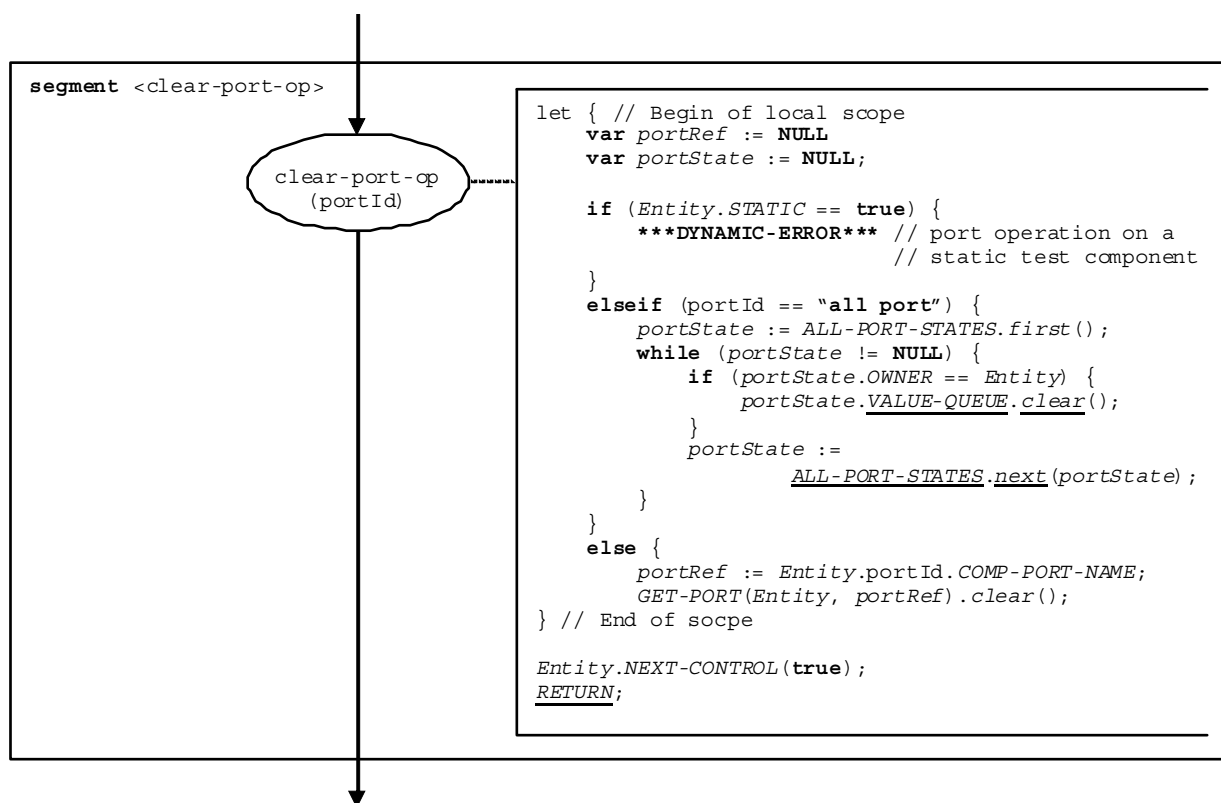 segment <clear-port-op>
clear-port-op
(portId)
let { // Begin of local scope
var portRef := NULL
var portState := NULL;
if (Entity.STATIC == true) {
***DYNAMIC-ERROR*** // port operation on a
// static test component
}
elseif (portId == “all port”) {
portState := ALL-PORT-STATES.first();
while (portState != NULL) {
if (portState.OWNER == Entity) {
portState.VALUE-QUEUE.clear();
}
portState :=
ALL-PORT-STATES.next(portState);
}
}
else {
portRef := Entity.portId.COMP-PORT-NAME;
GET-PORT(Entity, portRef).clear();
} // End of socpe
Entity.NEXT-CONTROL(true);
RETURN;